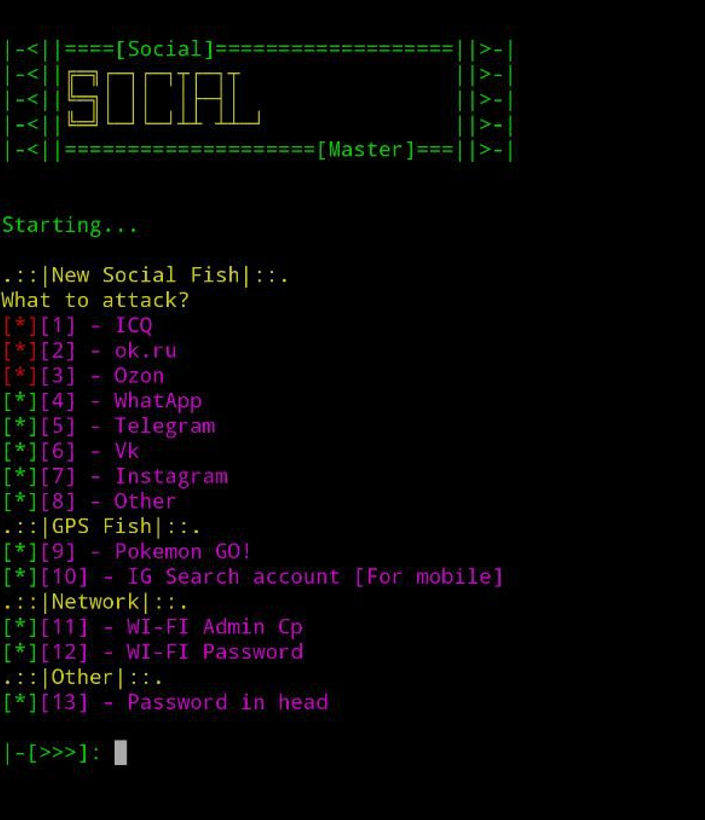 |-<||====[Social]===================||>-|
|-<|| SOCIAL ||>-|
|-<|| ||>-|
|-<|| ||>-|
|-<||====================[Master]===||>-|
Starting...
.::|New Social Fish|::.
What to attack?
[*][1] - ICQ
[*][2] - ok.ru
[*][3] - Ozon
[*][4] - WhatApp
[*][5] - Telegram
[*][6] - Vk
[*][7] - Instagram
[*][8] - Other
.::|GPS Fish|::.
[*][9] - Pokemon GO!
[*][10] - IG Search account [For mobile]
.::|Network|::.
[*][11] - WI-FI Admin Cp
[*][12] - WI-FI Password
.::|Other|::.
[*][13] - Password in head
|-[>>>]: